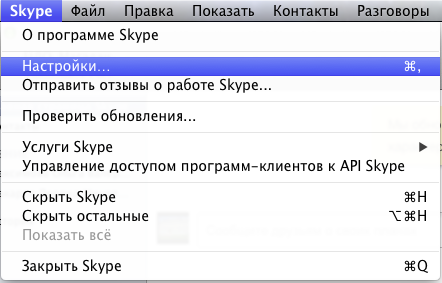 Skype Файл Правка Показать Контакты Разговоры
О программе Skype
Настройки... ⌘,
Отправить отзывы о работе Skype...
Проверить обновления...
Услуги Skype ▶
Управление доступом программ-клиентов к API Skype
Скрыть Skype ⌘H
Скрыть остальные ⌥⌘H
Показать всё
Закрыть Skype ⌘Q